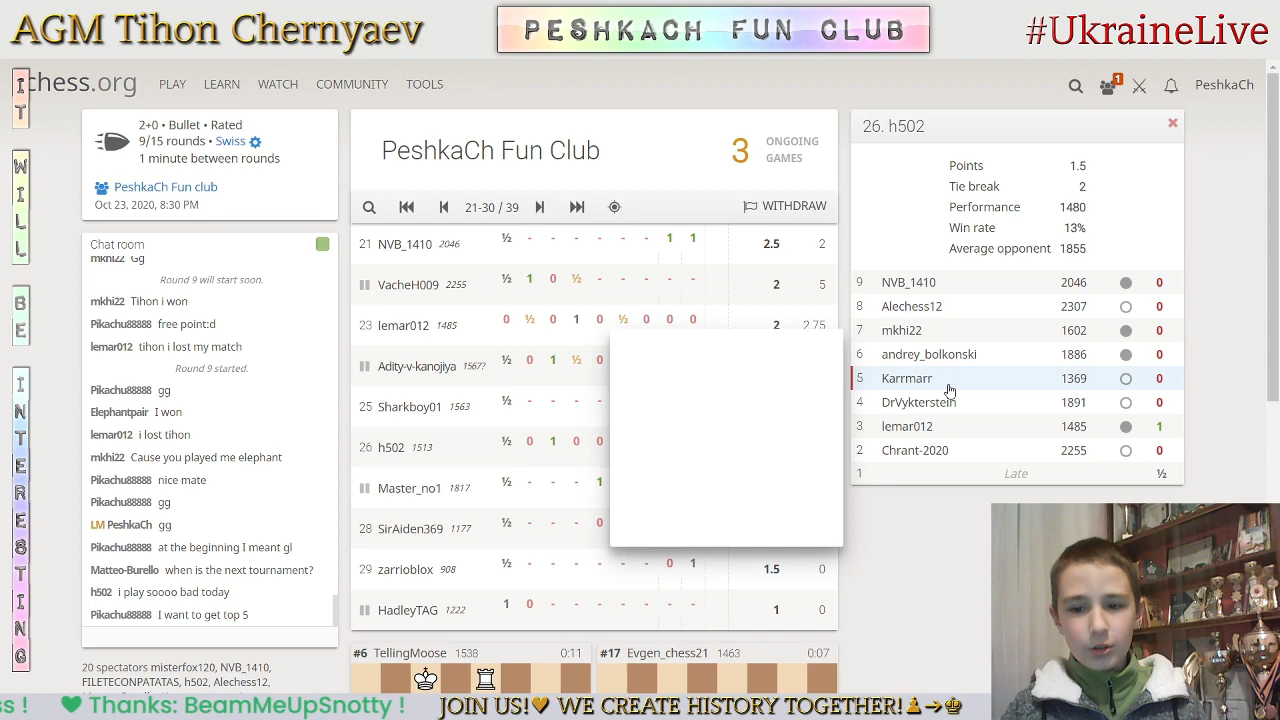 AGM Tihon Chernyaev
PESHKACH FUN CLUB
#UkraineLive
IT
WILL
BE
INTERESTING
chess.org
PLAY LEARN WATCH COMMUNITY TOOLS
1
PeshkaCh
2+0 • Bullet • Rated
9/15 rounds • Swiss
1 minute between rounds
PeshkaCh Fun club
Oct 23, 2020, 8:30 PM
Chat room
mkhi22 Gg
Round 9 will start soon.
mkhi22 Tihon i won
Pikachu88888 free point:d
lemar012 tihon i lost my match
Round 9 started.
Pikachu88888 gg
Elephantpair I won
lemar012 i lost tihon
mkhi22 Cause you played me elephant
Pikachu88888 nice mate
Pikachu88888 gg
LM PeshkaCh gg
Pikachu88888 at the beginning I meant gl
Matteo-Burello when is the next tournament?
h502 i play soooo bad today
Pikachu88888 I want to get top 5
20 spectators misterfox120, NVB_1410,
FILETECONPATAS, h502, Alechess12,
PeshkaCh Fun Club
3 ONGOING GAMES
21-30 / 39
WITHDRAW
21 NVB_1410 2046 ½ - - - - - - 1 1 2.5 2
VacheH009 2255 ½ 1 0 ½ - - - - - 2 5
23 lemar012 1485 0 ½ 0 1 0 ½ 0 0 0 2 2.75
Adity-v-kanojiya 1567? ½ 0 1 ½ 0
25 Sharkboy01 1563 ½ - - - -
26 h502 1513 ½ 0 1 0 0
Master_no1 1817 ½ - - - 1
28 SirAiden369 1177 ½ - - - 0
29 zarrioblox 908 ½ - - - - - - 0 1 1.5 0
HadleyTAG 1222 1 0 - - - - - - - 1 0
#6 TellingMoose 1538 0:11
#17 Evgen_chess21 1463 0:07
26. h502
Points 1.5
Tie break 2
Performance 1480
Win rate 13%
Average opponent 1855
9 NVB_1410 2046 0
8 Alechess12 2307 0
7 mkhi22 1602 0
6 andrey_bolkonski 1886 0
5 Karrmarr 1369 0
4 DrVykterstein 1891 0
3 lemar012 1485 1
2 Chrant-2020 2255 0
1 Late ½
ss ! Thanks: BeamMeUpSnotty !
JOIN US! WE CREATE HISTORY TOGETHER!